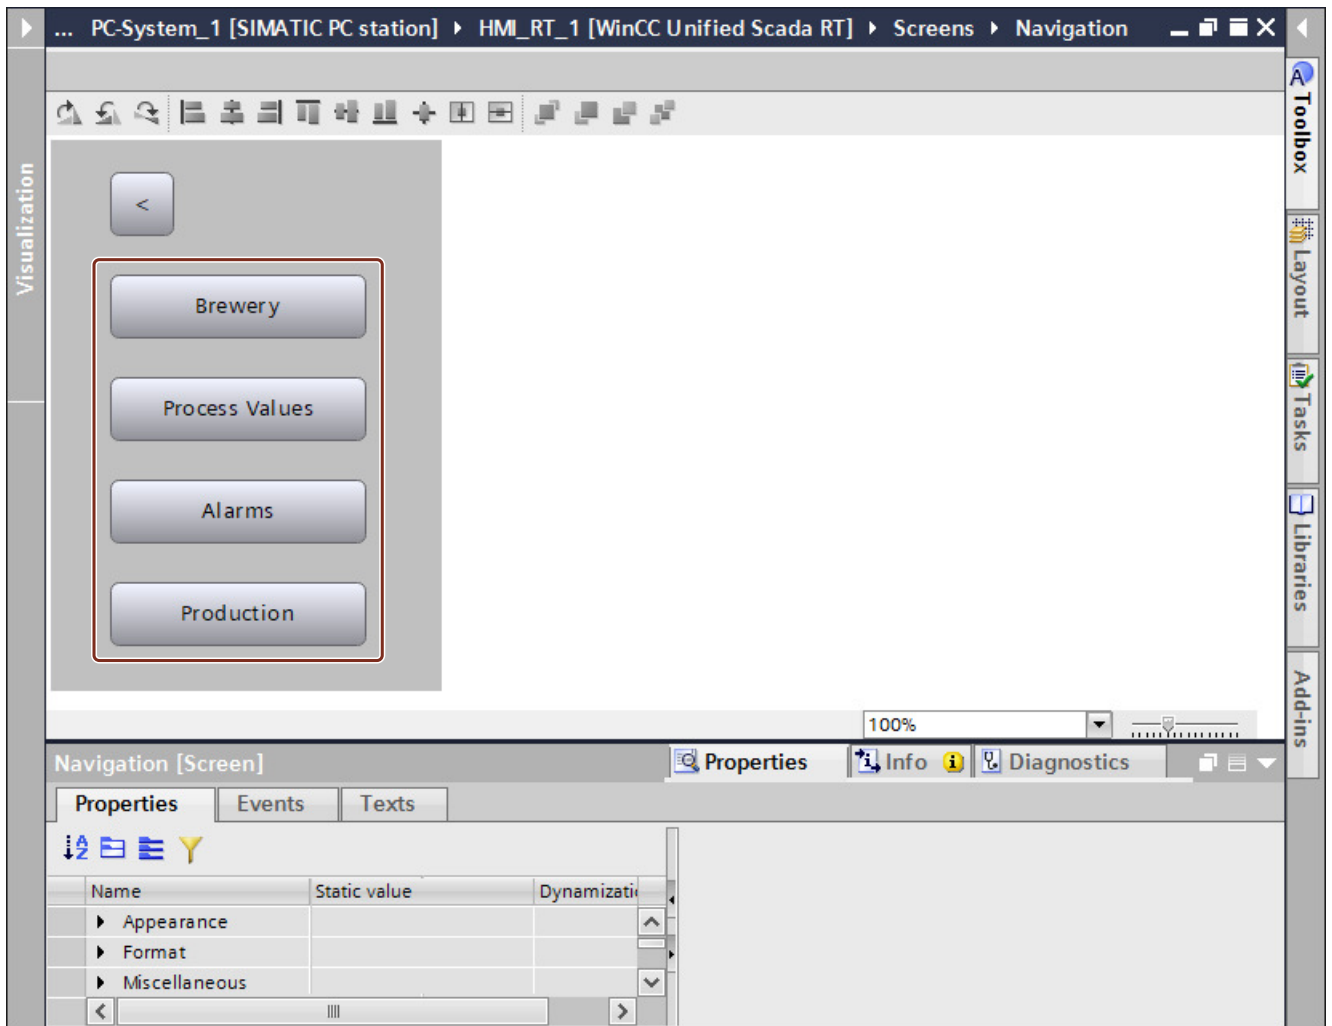 ... PC-System_1 [SIMATIC PC station] HMI_RT_1 [WinCC Unified Scada RT] Screens Navigation
Visualization
Toolbox
Layout
Tasks
Libraries
Add-ins
<
Brewery
Process Values
Alarms
Production
100%
Navigation [Screen]
Properties Info Diagnostics
Properties Events Texts
Name Static value Dynamizati
Appearance
Format
Miscellaneous